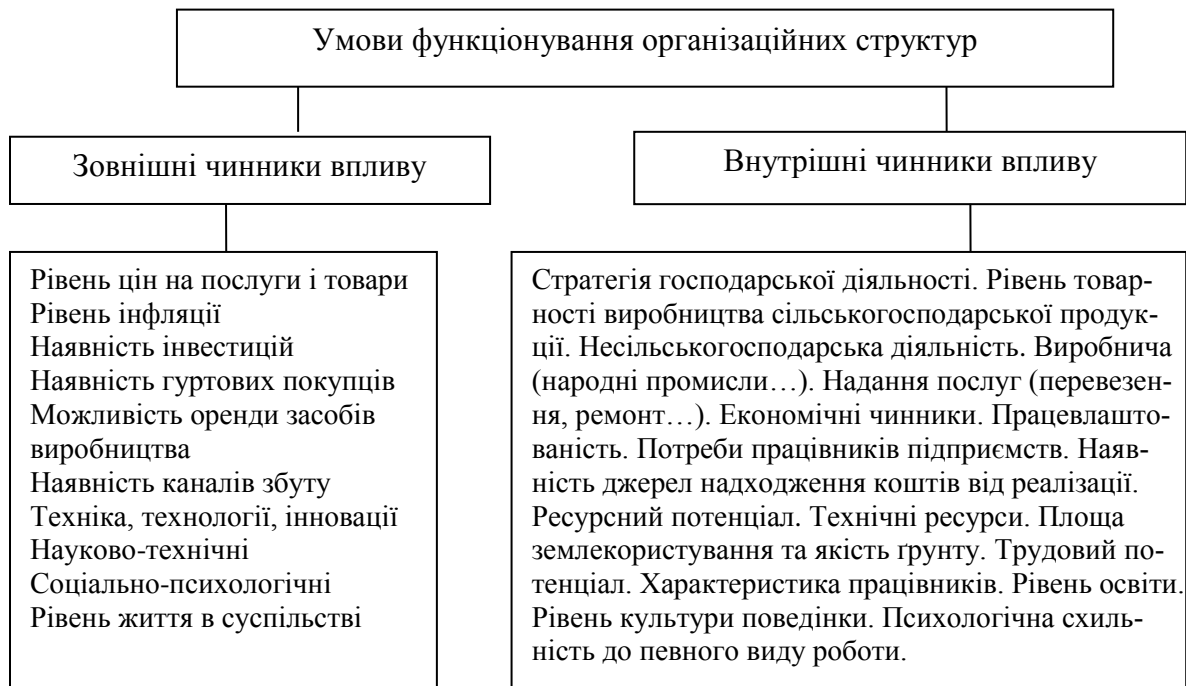 Умови функціонування організаційних структур
Зовнішні чинники впливу
Внутрішні чинники впливу
Рівень цін на послуги і товари
Рівень інфляції
Наявність інвестицій
Наявність гуртових покупців
Можливість оренди засобів
виробництва
Наявність каналів збуту
Техніка, технології, інновації
Науково-технічні
Соціально-психологічні
Рівень життя в суспільстві
Стратегія господарської діяльності. Рівень товар-
ності виробництва сільськогосподарської продук-
ції. Несільськогосподарська діяльність. Виробнича
(народні промисли…). Надання послуг (перевезен-
ня, ремонт…). Економічні чинники. Працевлашто-
ваність. Потреби працівників підприємств. Наяв-
ність джерел надходження коштів від реалізації.
Ресурсний потенціал. Технічні ресурси. Площа
землекористування та якість ґрунту. Трудовий по-
тенціал. Характеристика працівників. Рівень освіти.
Рівень культури поведінки. Психологічна схиль-
ність до певного виду роботи.